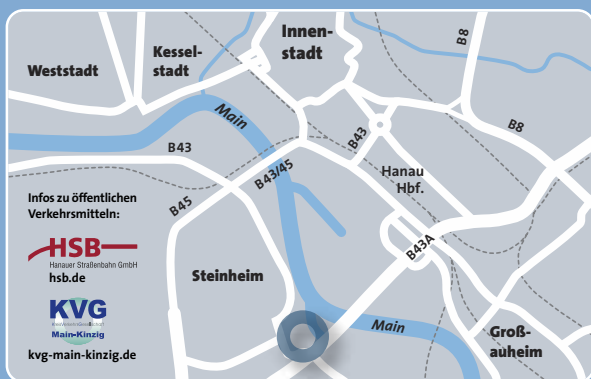 Innen-
stadt
Kessel-
stadt
Weststadt
B8
B8
Main
B43
B43
B43/45
B45
Hanau
Hbf.
B43A
Infos zu öffentlichen
Verkehrsmitteln:
HSB
Hanauer Straßenbahn GmbH
hsb.de
Steinheim
KVG
Main-Kinzig
kvg-main-kinzig.de
Main
Groß-
auheim